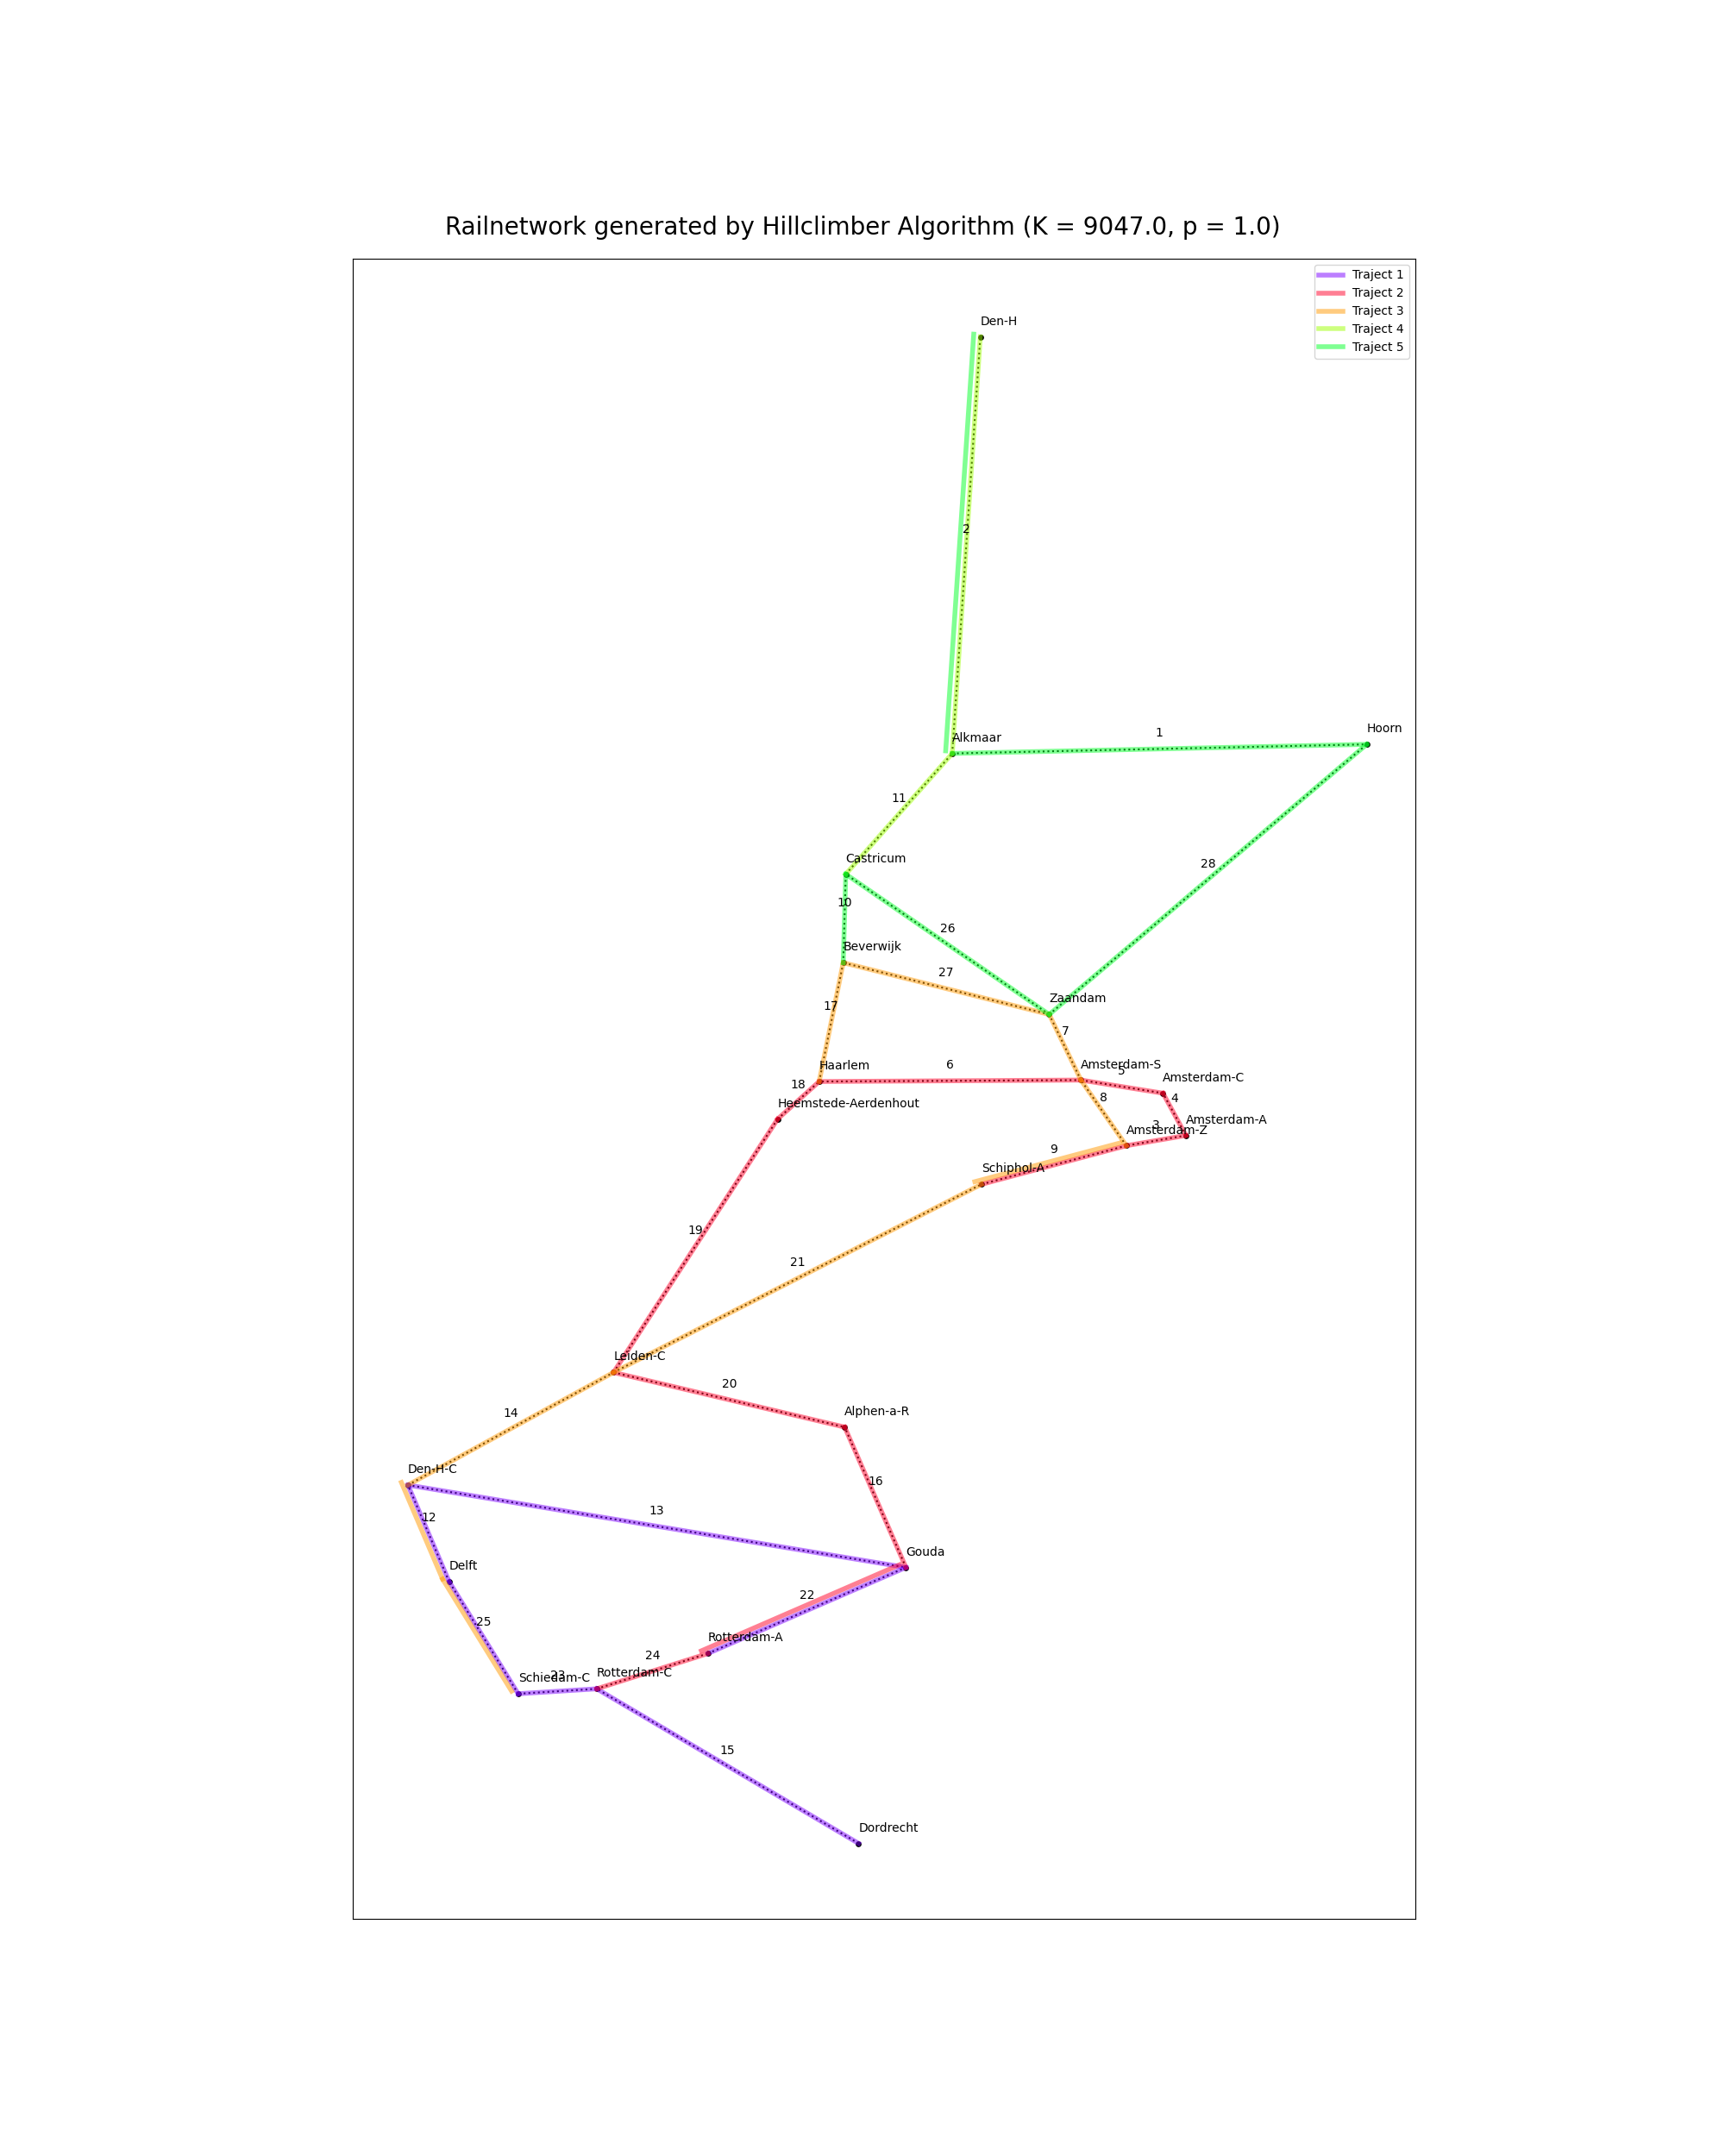 Railnetwork generated by Hillclimber Algorithm (K = 9047.0, p = 1.0)
Traject 1
Traject 2
Traject 3
Traject 4
Traject 5
Den-H
2
Hoorn
1
Alkmaar
11
Castricum
28
10
26
Beverwijk
27
Zaandam
17
7
Haarlem
6
Amsterdam-S
5
Amsterdam-C
18
Heemstede-Aerdenhout
8
4
Amsterdam-A
3
Amsterdam-Z
9
Schiphol-A
19
21
Leiden-C
20
14
Alphen-a-R
Den-H-C
16
13
12
Gouda
Delft
22
25
Rotterdam-A
24
Schiedam-C
23
Rotterdam-C
15
Dordrecht